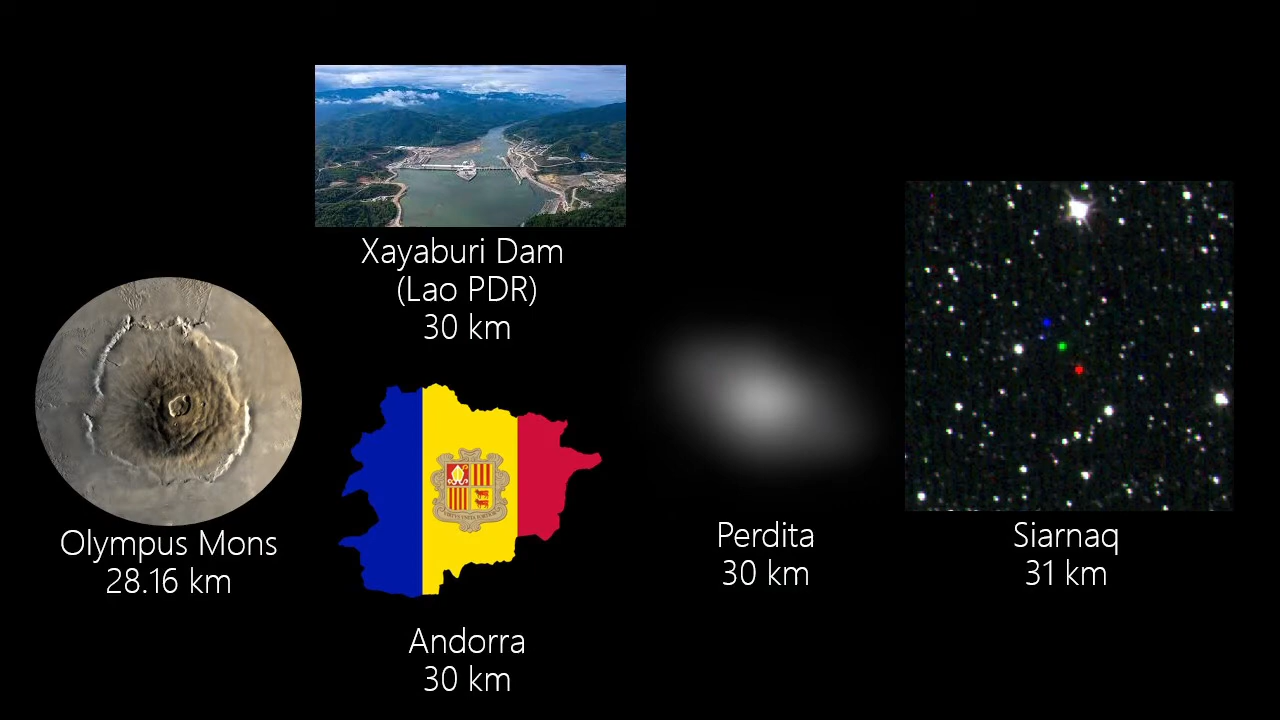 Xayaburi Dam
(Lao PDR)
30 km
Olympus Mons
28.16 km
Andorra
30 km
Perdita
30 km
Siarnaq
31 km